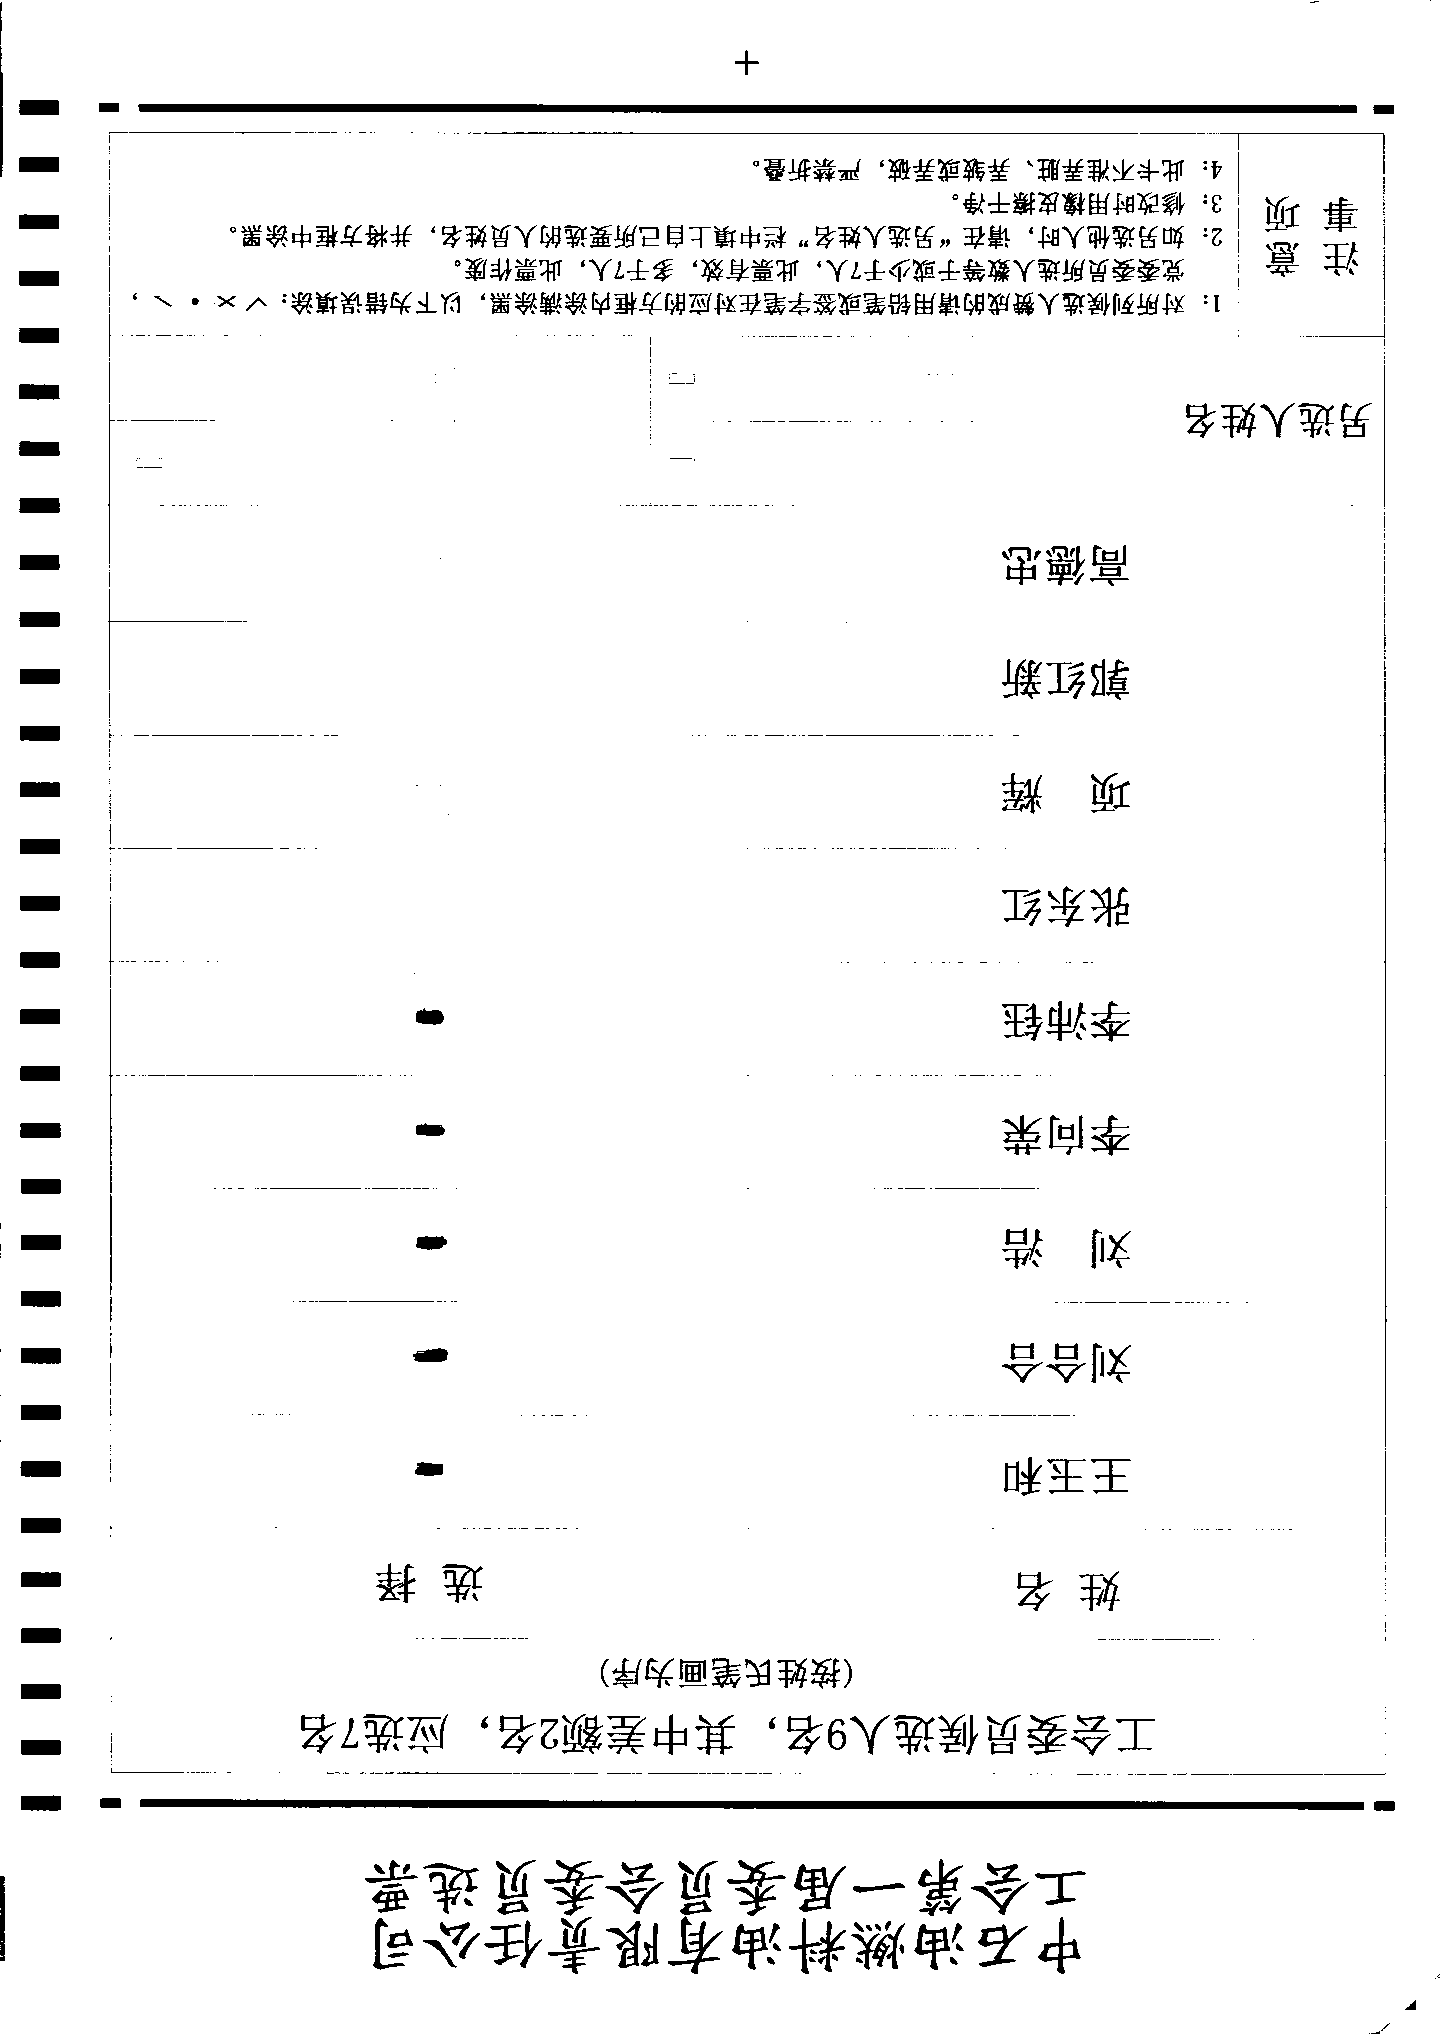 中石油燃料油有限责任公司
工会第一届委员会委员选票
工会委员候选人9名，其中差额2名，应选7名
(按姓氏笔画为序)
姓 名 选 择
王玉和
刘合合
刘 浩
李向荣
李沛钰
张东红
项 辉
郭红新
高德忠
另选人姓名
注意
事项
1: 对所列候选人赞成的请用铅笔或签字笔在对应的方框内涂满涂黑，以下为错误填涂: ✓ × • \ ,
党委委员所选人数等于或少于7人，此票有效，多于7人，此票作废。
2: 如另选他人时，请在“另选人姓名”栏中填上自己所要选的人员姓名，并将方框中涂黑。
3: 修改时用橡皮擦干净。
4: 此卡不准弄脏、弄皱或弄破，严禁折叠。